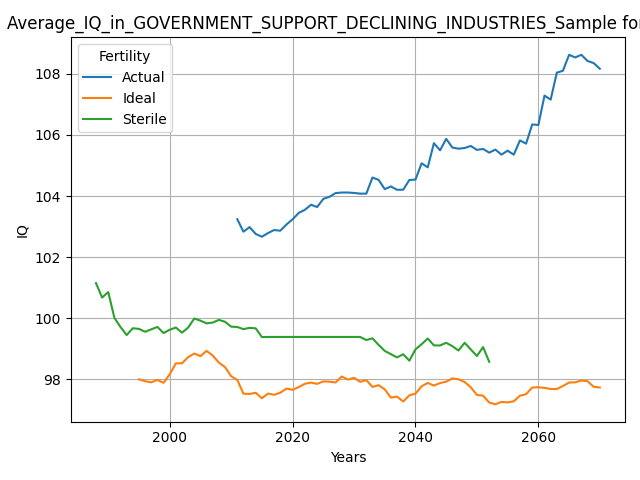 Average_IQ_in_GOVERNMENT_SUPPORT_DECLINING_INDUSTRIES_Sample for
Fertility
Actual
Ideal
Sterile
108
106
104
102
100
98
IQ
2000
2020
2040
2060
Years